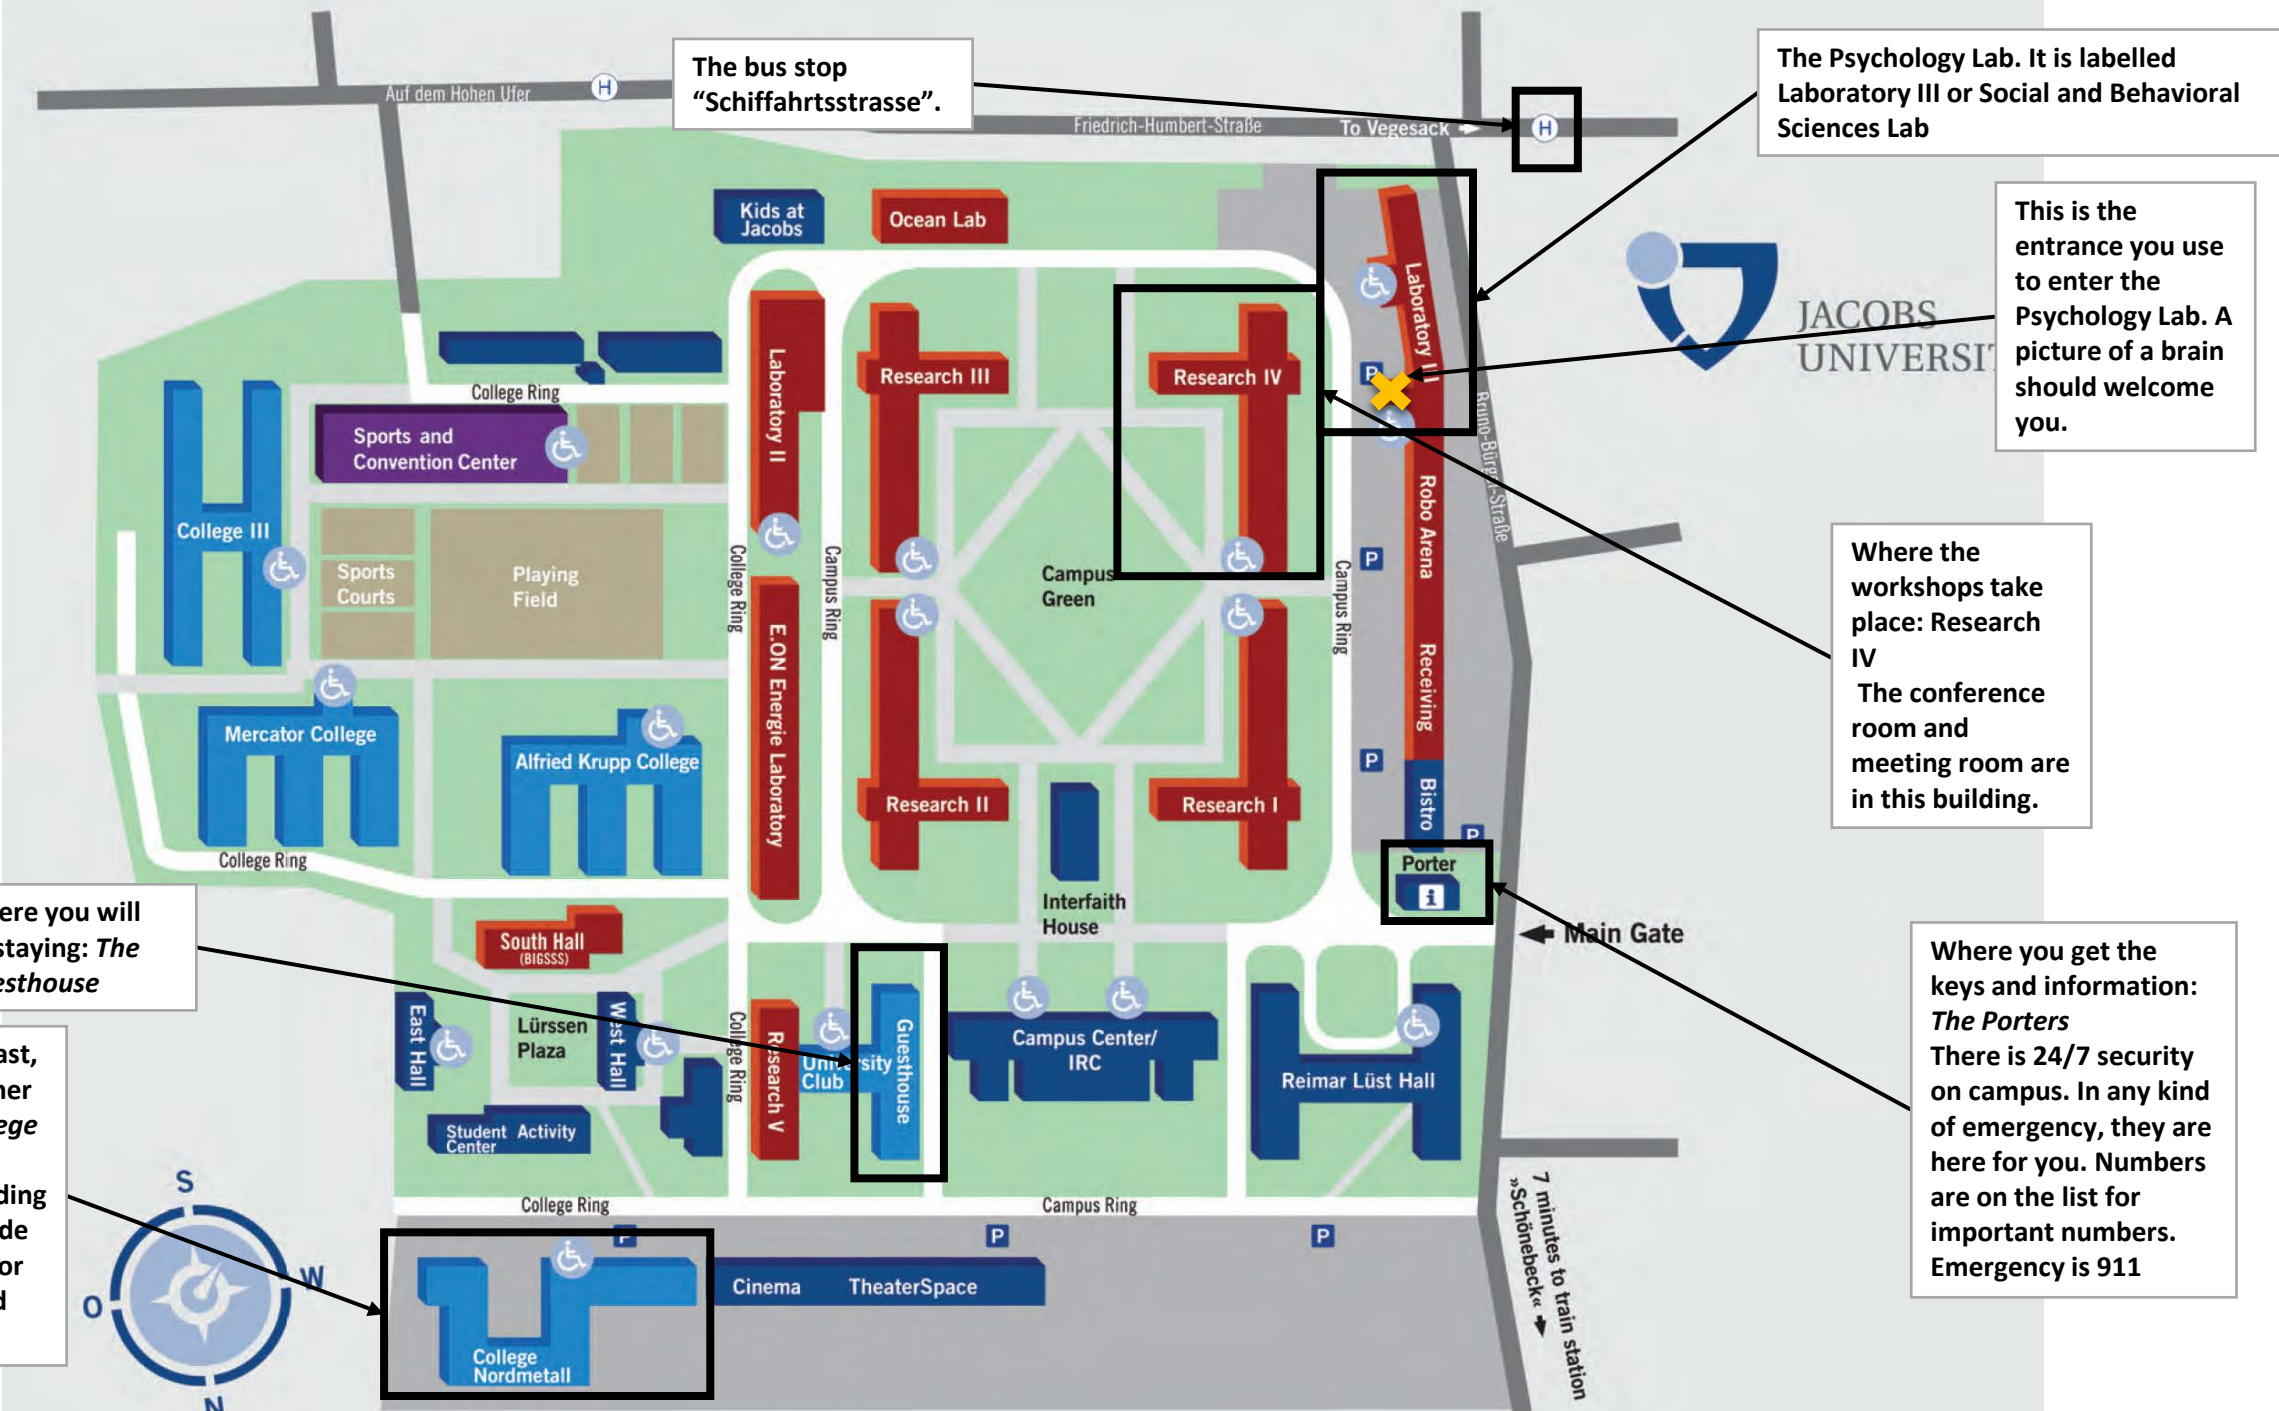 The bus stop
“Schiffahrtsstrasse”.
The Psychology Lab. It is labelled
Laboratory III or Social and Behavioral
Sciences Lab
Auf dem Hohen Ufer
H
Friedrich-Humbert-Straße
To Vegesack
H
This is the
entrance you use
to enter the
Psychology Lab. A
picture of a brain
should welcome
you.
JACOBS
Kids at
Jacobs
Ocean Lab
Laboratory III
Laboratory II
Research III
Research IV
P
College Ring
Sports and
Convention Center
Bruno-Bürgel-Straße
College III
Robo Arena
Sports
Courts
Playing
Field
College Ring
Campus Ring
Campus
Green
Campus Ring
P
Where the
workshops take
place: Research
IV
The conference
room and
meeting room are
in this building.
E.ON Energie Laboratory
Receiving
Mercator College
Alfried Krupp College
P
Research II
Research I
Bistro
P
College Ring
Porter
i
Interfaith
House
Main Gate
ere you will
staying: The
esthouse
South Hall
(BIGSSS)
Where you get the
keys and information:
The Porters
There is 24/7 security
on campus. In any kind
of emergency, they are
here for you. Numbers
are on the list for
important numbers.
Emergency is 911
East Hall
Lürssen
Plaza
West Hall
College Ring
Research V
University
Club
Guesthouse
Campus Center/
IRC
Reimar Lüst Hall
Student Activity
Center
ast,
ner
ege
ding
de
or
d
College Ring
Campus Ring
7 minutes to train station
»Schönebeck«
P
P
P
S
W
O
N
Cinema
TheaterSpace
College
Nordmetall